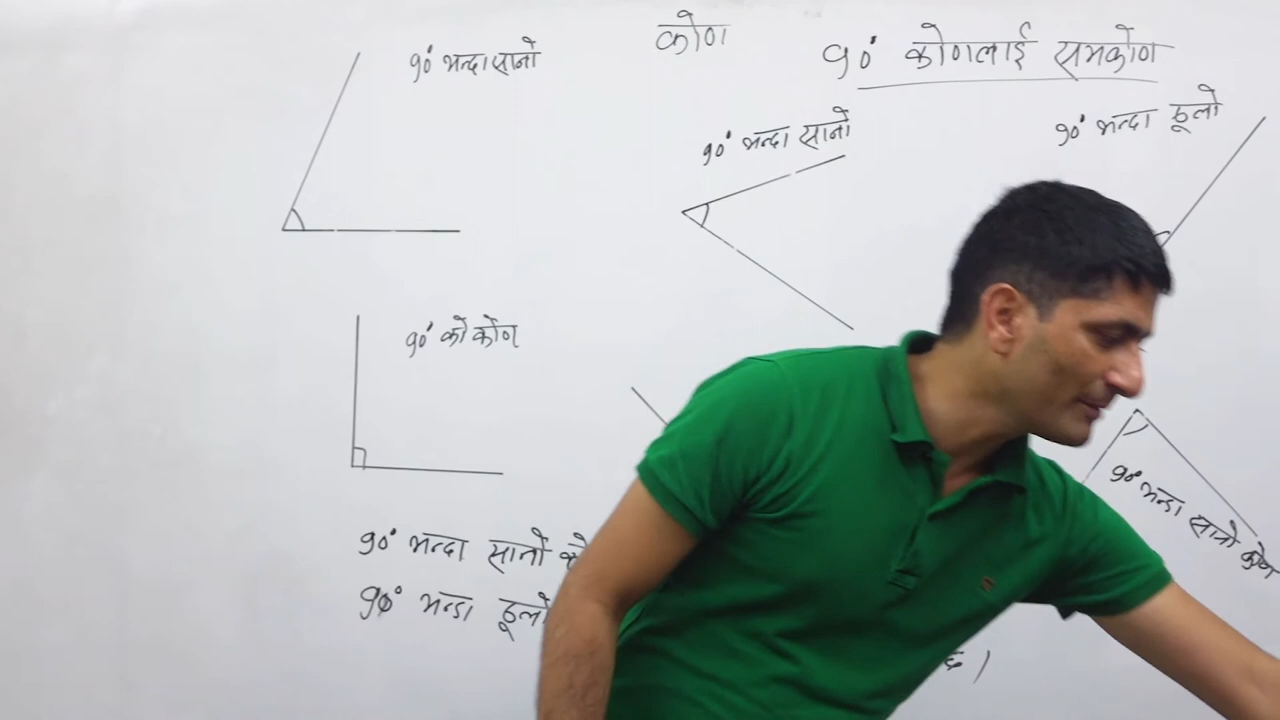 कोण
90° कोणलाई समकोण
90° भन्दा सानो
90° भन्दा सानो
90° भन्दा ठूलो
90° को कोण
90° भन्डा सानो कोण
90° भन्दा सानो
90° भन्डा ठूलो